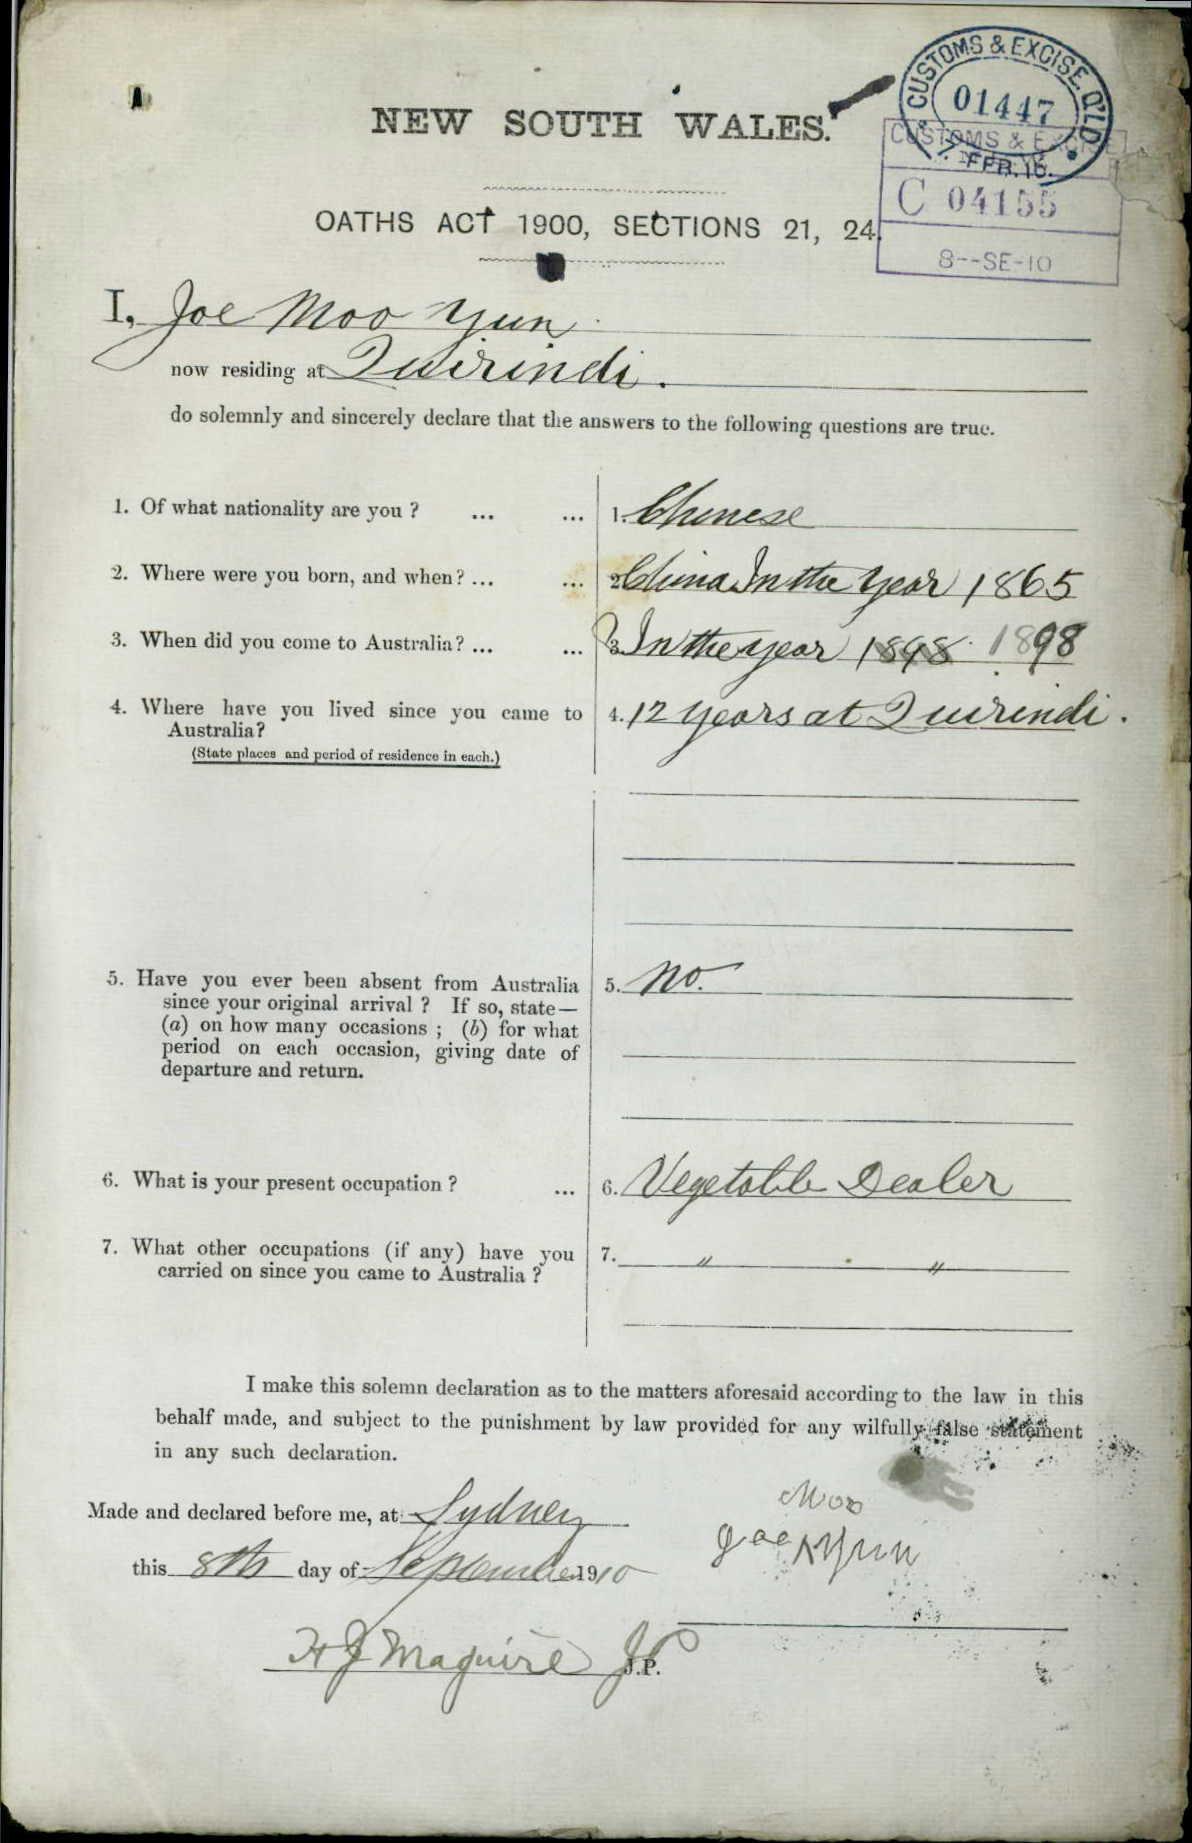 NEW SOUTH WALES.
CUSTOMS & EXCISE. Q'LD
01447
7. FEB. 10.
CUSTOMS & EXCISE
C 04155
8--SE-10
OATHS ACT 1900, SECTIONS 21, 24.
I, Joe Moo Yun
now residing at Quirindi.
do solemnly and sincerely declare that the answers to the following questions are true.
1. Of what nationality are you ? ... ... 1. Chinese
2. Where were you born, and when? ... ... 2. China In the Year 1865
3. When did you come to Australia? ... ... 3. In the year 1898 1898
4. Where have you lived since you came to 4. 12 Years at Quirindi.
Australia?
(State places and period of residence in each.)
5. Have you ever been absent from Australia 5. No.
since your original arrival ? If so, state—
(a) on how many occasions ; (b) for what
period on each occasion, giving date of
departure and return.
6. What is your present occupation ? ... 6. Vegetable Dealer
7. What other occupations (if any) have you 7. " "
carried on since you came to Australia ?
I make this solemn declaration as to the matters aforesaid according to the law in this
behalf made, and subject to the punishment by law provided for any wilfully false statement
in any such declaration.
Made and declared before me, at Sydney
this 8th day of September 1910
Moo
Joe ʌ Yun
H J Maguire J.P.
J.P.